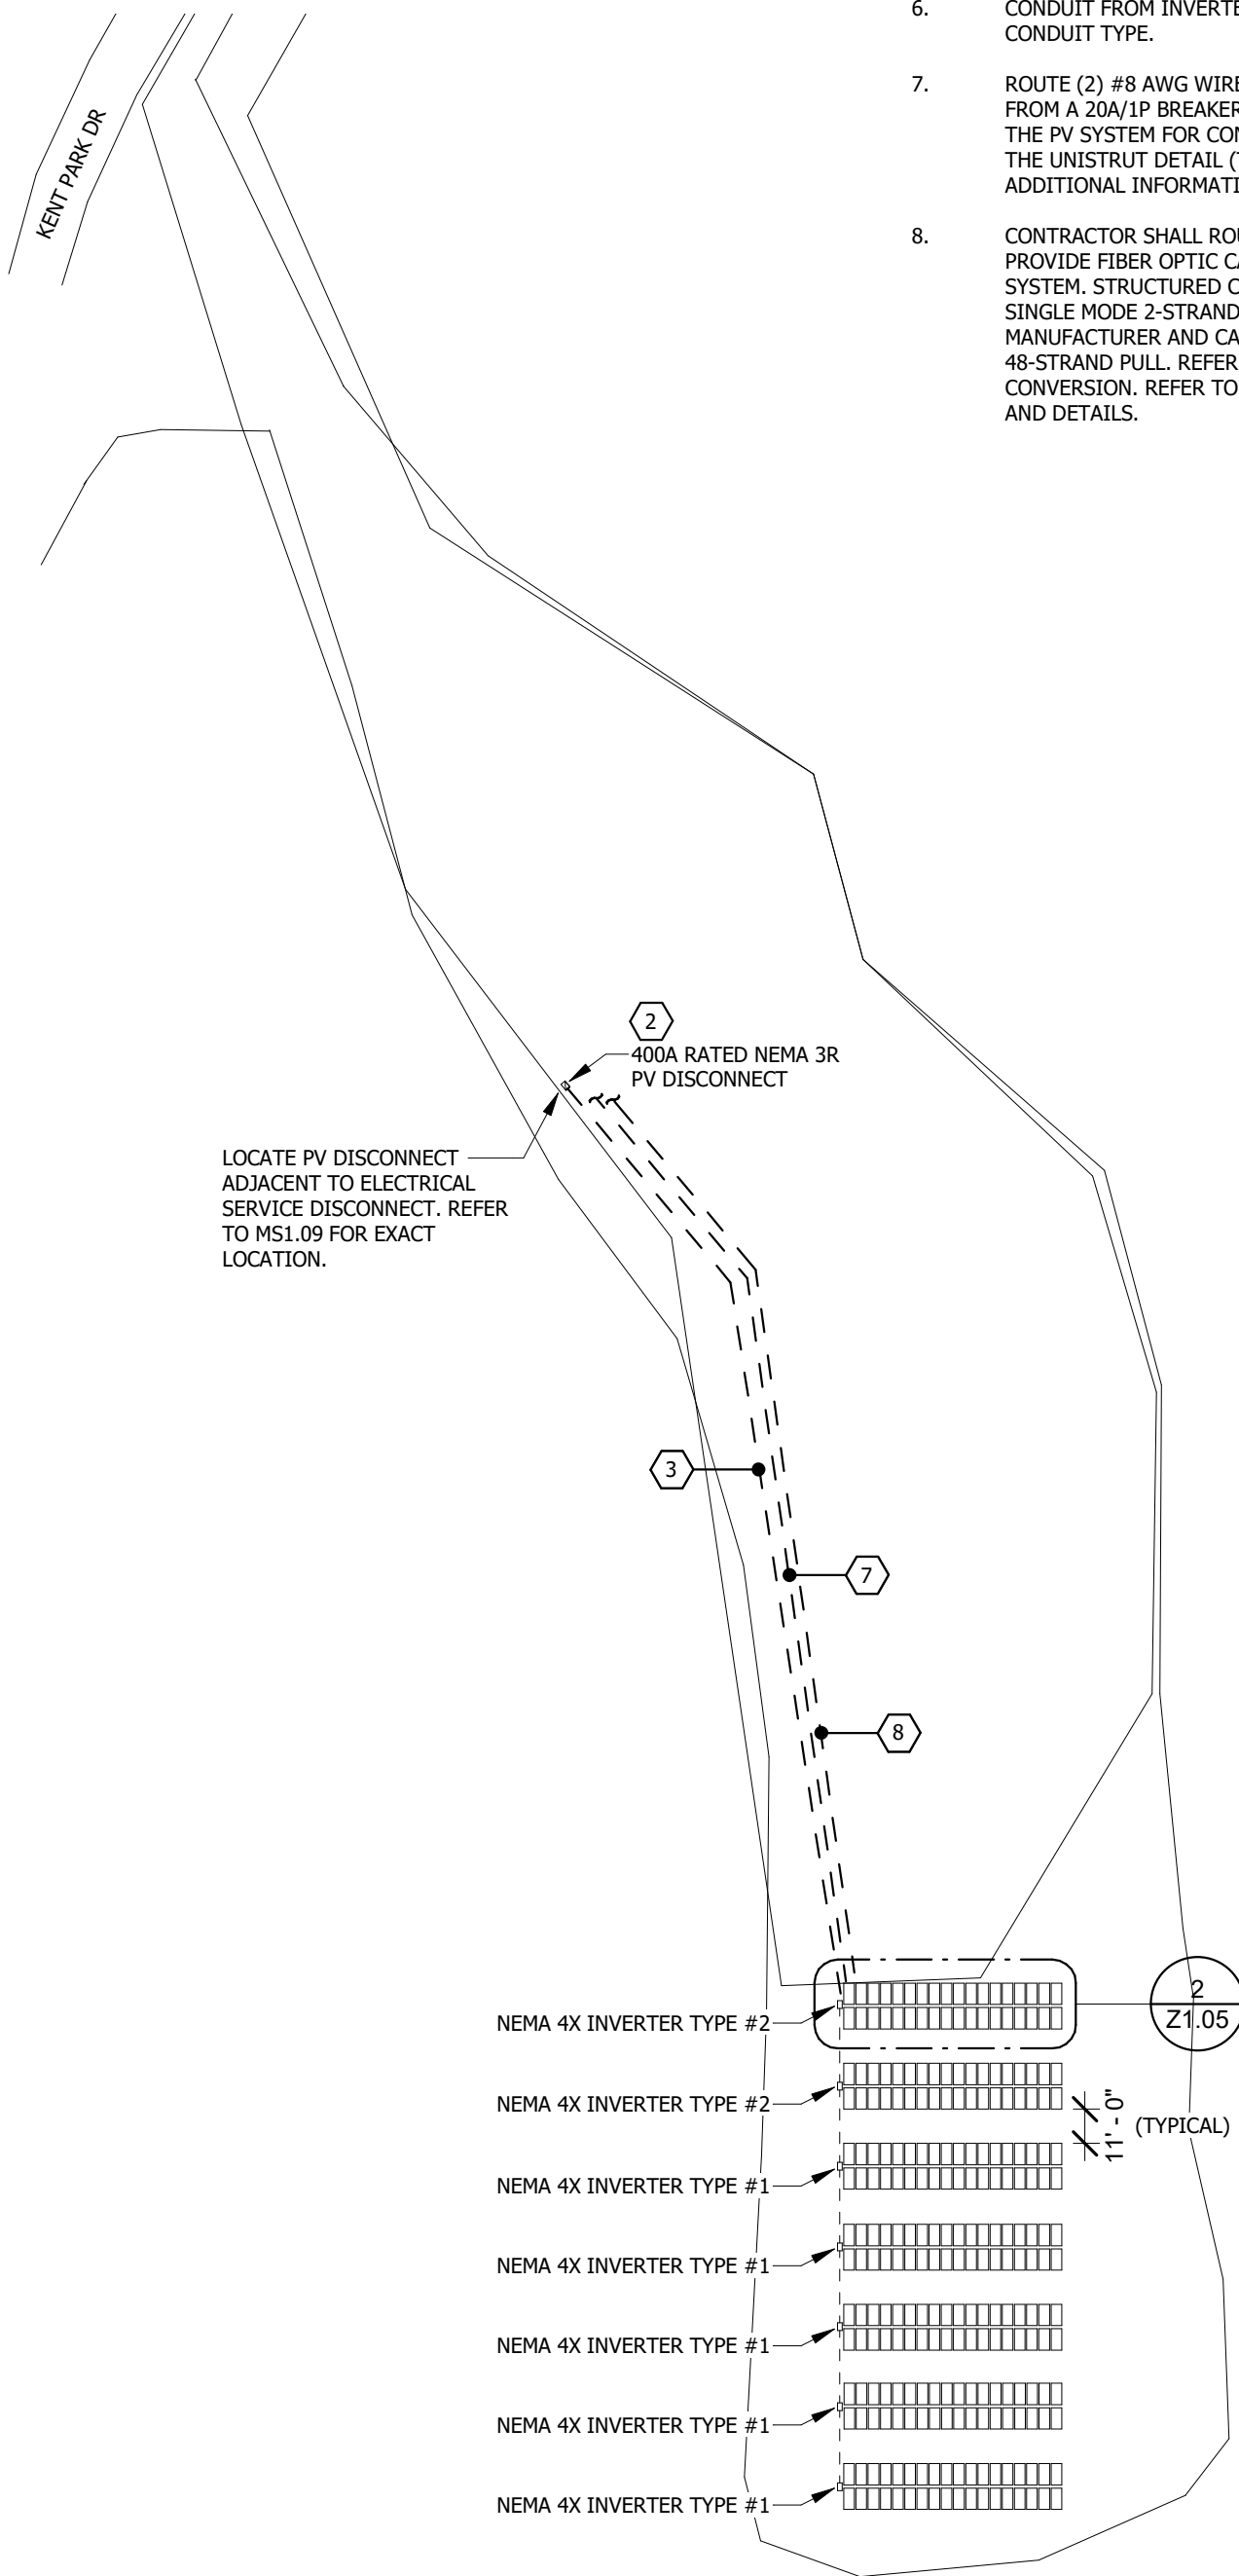 6. CONDUIT FROM INVERTE
CONDUIT TYPE.
7. ROUTE (2) #8 AWG WIRE
FROM A 20A/1P BREAKER
THE PV SYSTEM FOR CON
THE UNISTRUT DETAIL (
ADDITIONAL INFORMATI
8. CONTRACTOR SHALL ROU
PROVIDE FIBER OPTIC CA
SYSTEM. STRUCTURED C
SINGLE MODE 2-STRAND
MANUFACTURER AND CA
48-STRAND PULL. REFER
CONVERSION. REFER TO
AND DETAILS.
KENT PARK DR
2
400A RATED NEMA 3R
PV DISCONNECT
LOCATE PV DISCONNECT
ADJACENT TO ELECTRICAL
SERVICE DISCONNECT. REFER
TO MS1.09 FOR EXACT
LOCATION.
3
7
8
NEMA 4X INVERTER TYPE #2
2
Z1.05
NEMA 4X INVERTER TYPE #2
11' - 0"
(TYPICAL)
NEMA 4X INVERTER TYPE #1
NEMA 4X INVERTER TYPE #1
NEMA 4X INVERTER TYPE #1
NEMA 4X INVERTER TYPE #1
NEMA 4X INVERTER TYPE #1